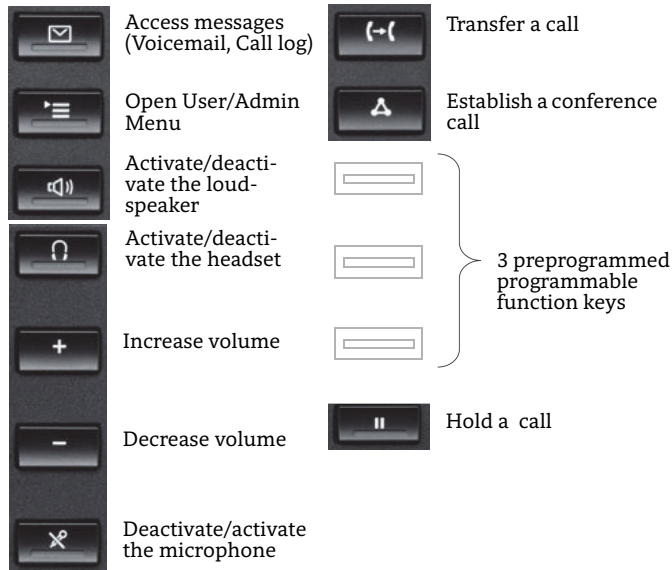 Access messages
(Voicemail, Call log)
Open User/Admin
Menu
Activate/deacti-
vate the loud-
speaker
Activate/deacti-
vate the headset
+
Increase volume
-
Decrease volume
Deactivate/activate
the microphone
Transfer a call
Establish a conference
call
3 preprogrammed
programmable
function keys
Hold a call